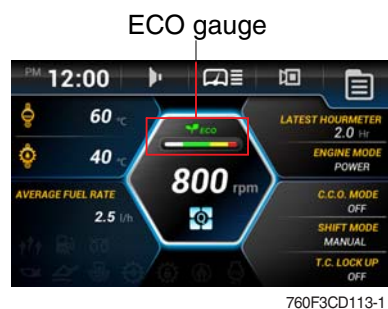 ECO gauge
PM 12:00
60 °C
ECO
LATEST HOURMETER
2.0 Hr
40 °C
ENGINE MODE
POWER
800 rpm
AVERAGE FUEL RATE
2.5 l/h
C.C.O. MODE
OFF
SHIFT MODE
MANUAL
T.C. LOCK UP
OFF
760F3CD113-1